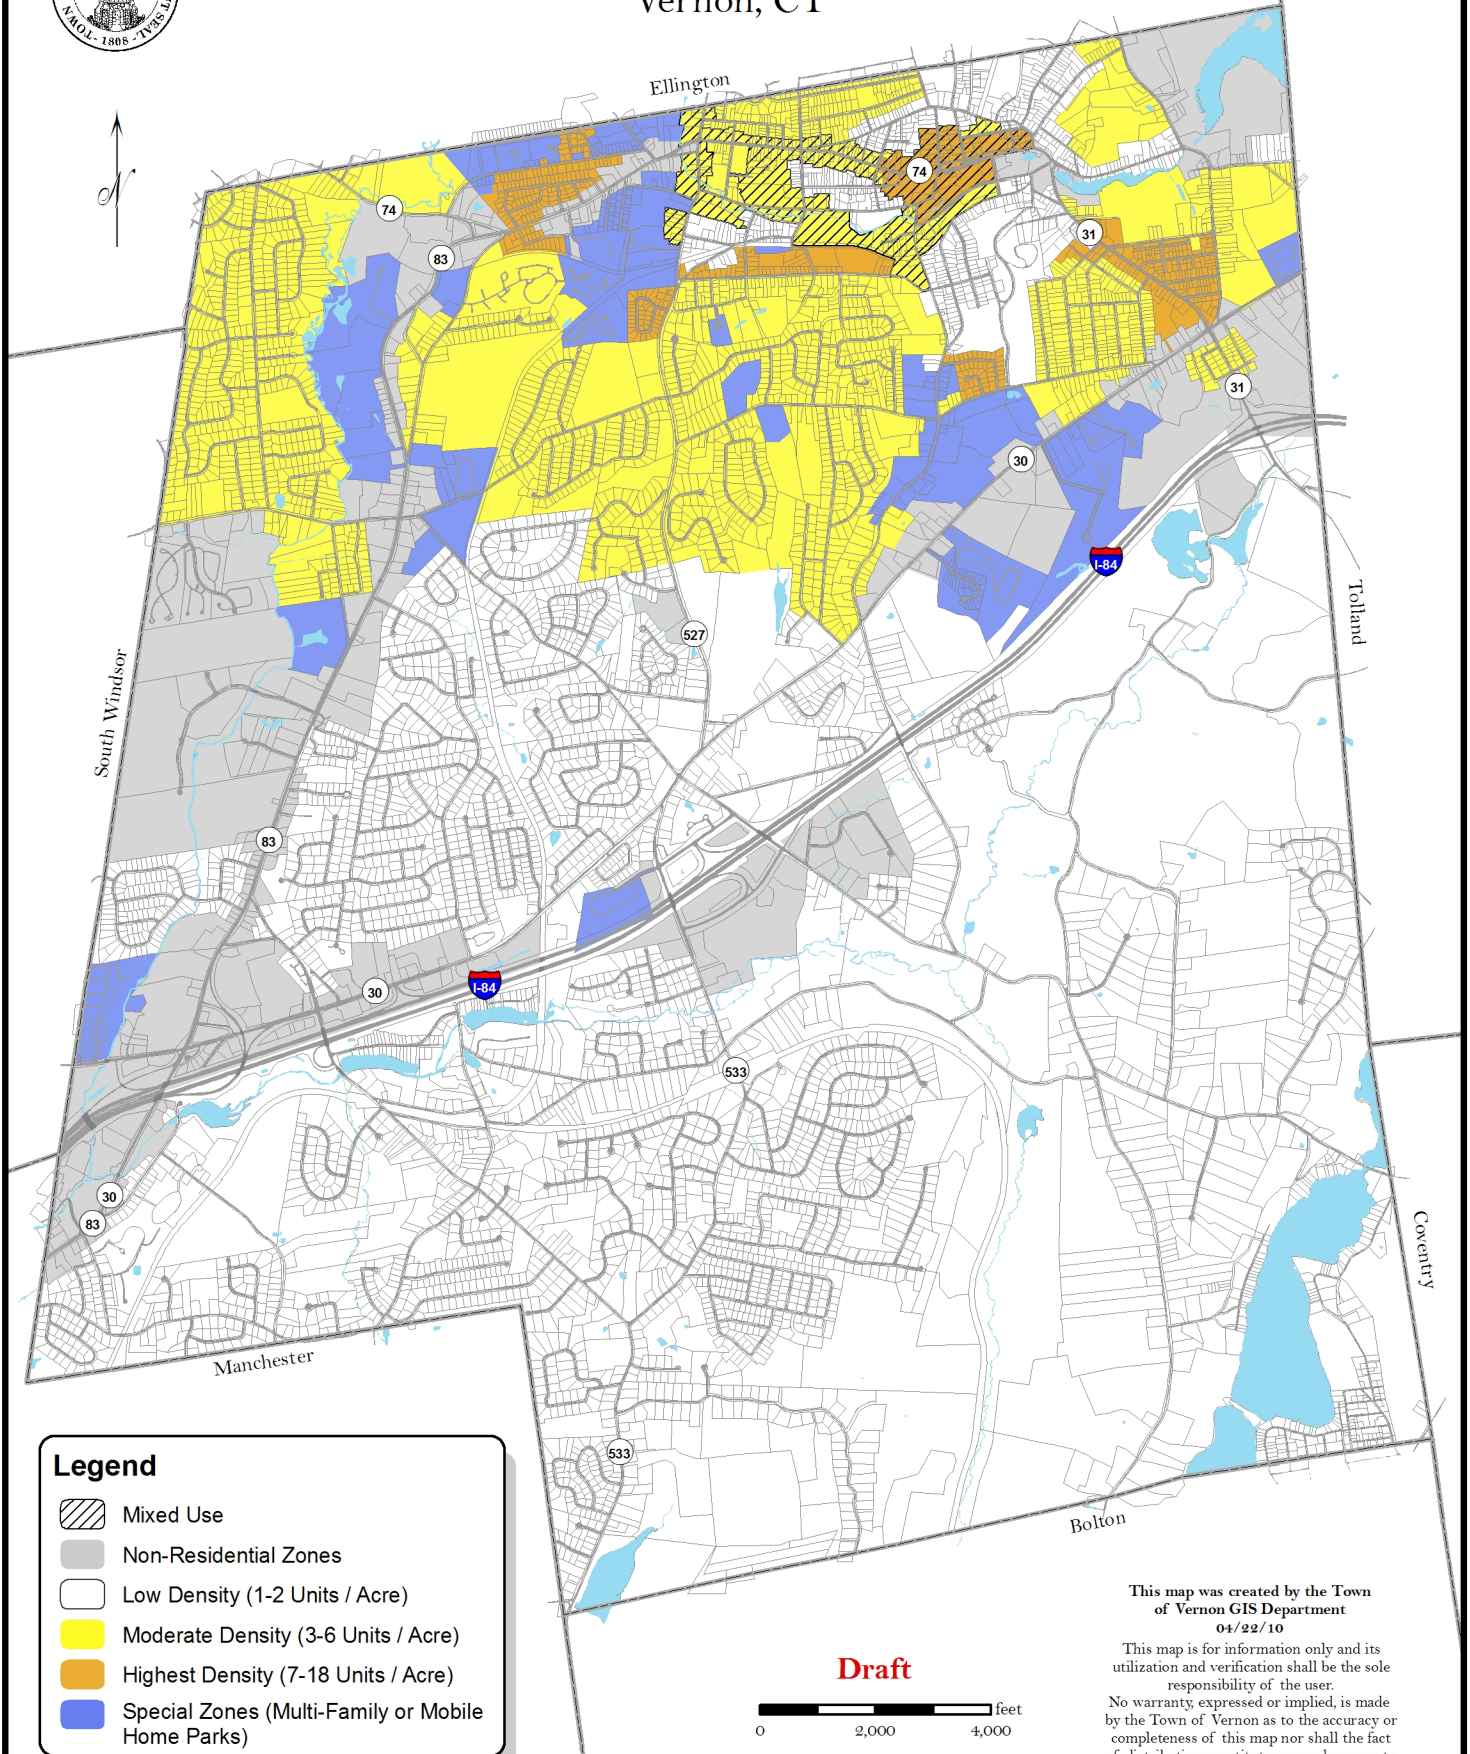 Vernon, CT
TOWN - 1808 - SEAL
Ellington
74
74
83
31
31
30
I-84
527
Tolland
South Windsor
83
30
I-84
533
30
83
Coventry
Manchester
533
Bolton
Legend
Mixed Use
Non-Residential Zones
Low Density (1-2 Units / Acre)
Moderate Density (3-6 Units / Acre)
Highest Density (7-18 Units / Acre)
Special Zones (Multi-Family or Mobile
Home Parks)
Draft
feet
0 2,000 4,000
This map was created by the Town
of Vernon GIS Department
04/22/10
This map is for information only and its
utilization and verification shall be the sole
responsibility of the user.
No warranty, expressed or implied, is made
by the Town of Vernon as to the accuracy or
completeness of this map nor shall the fact